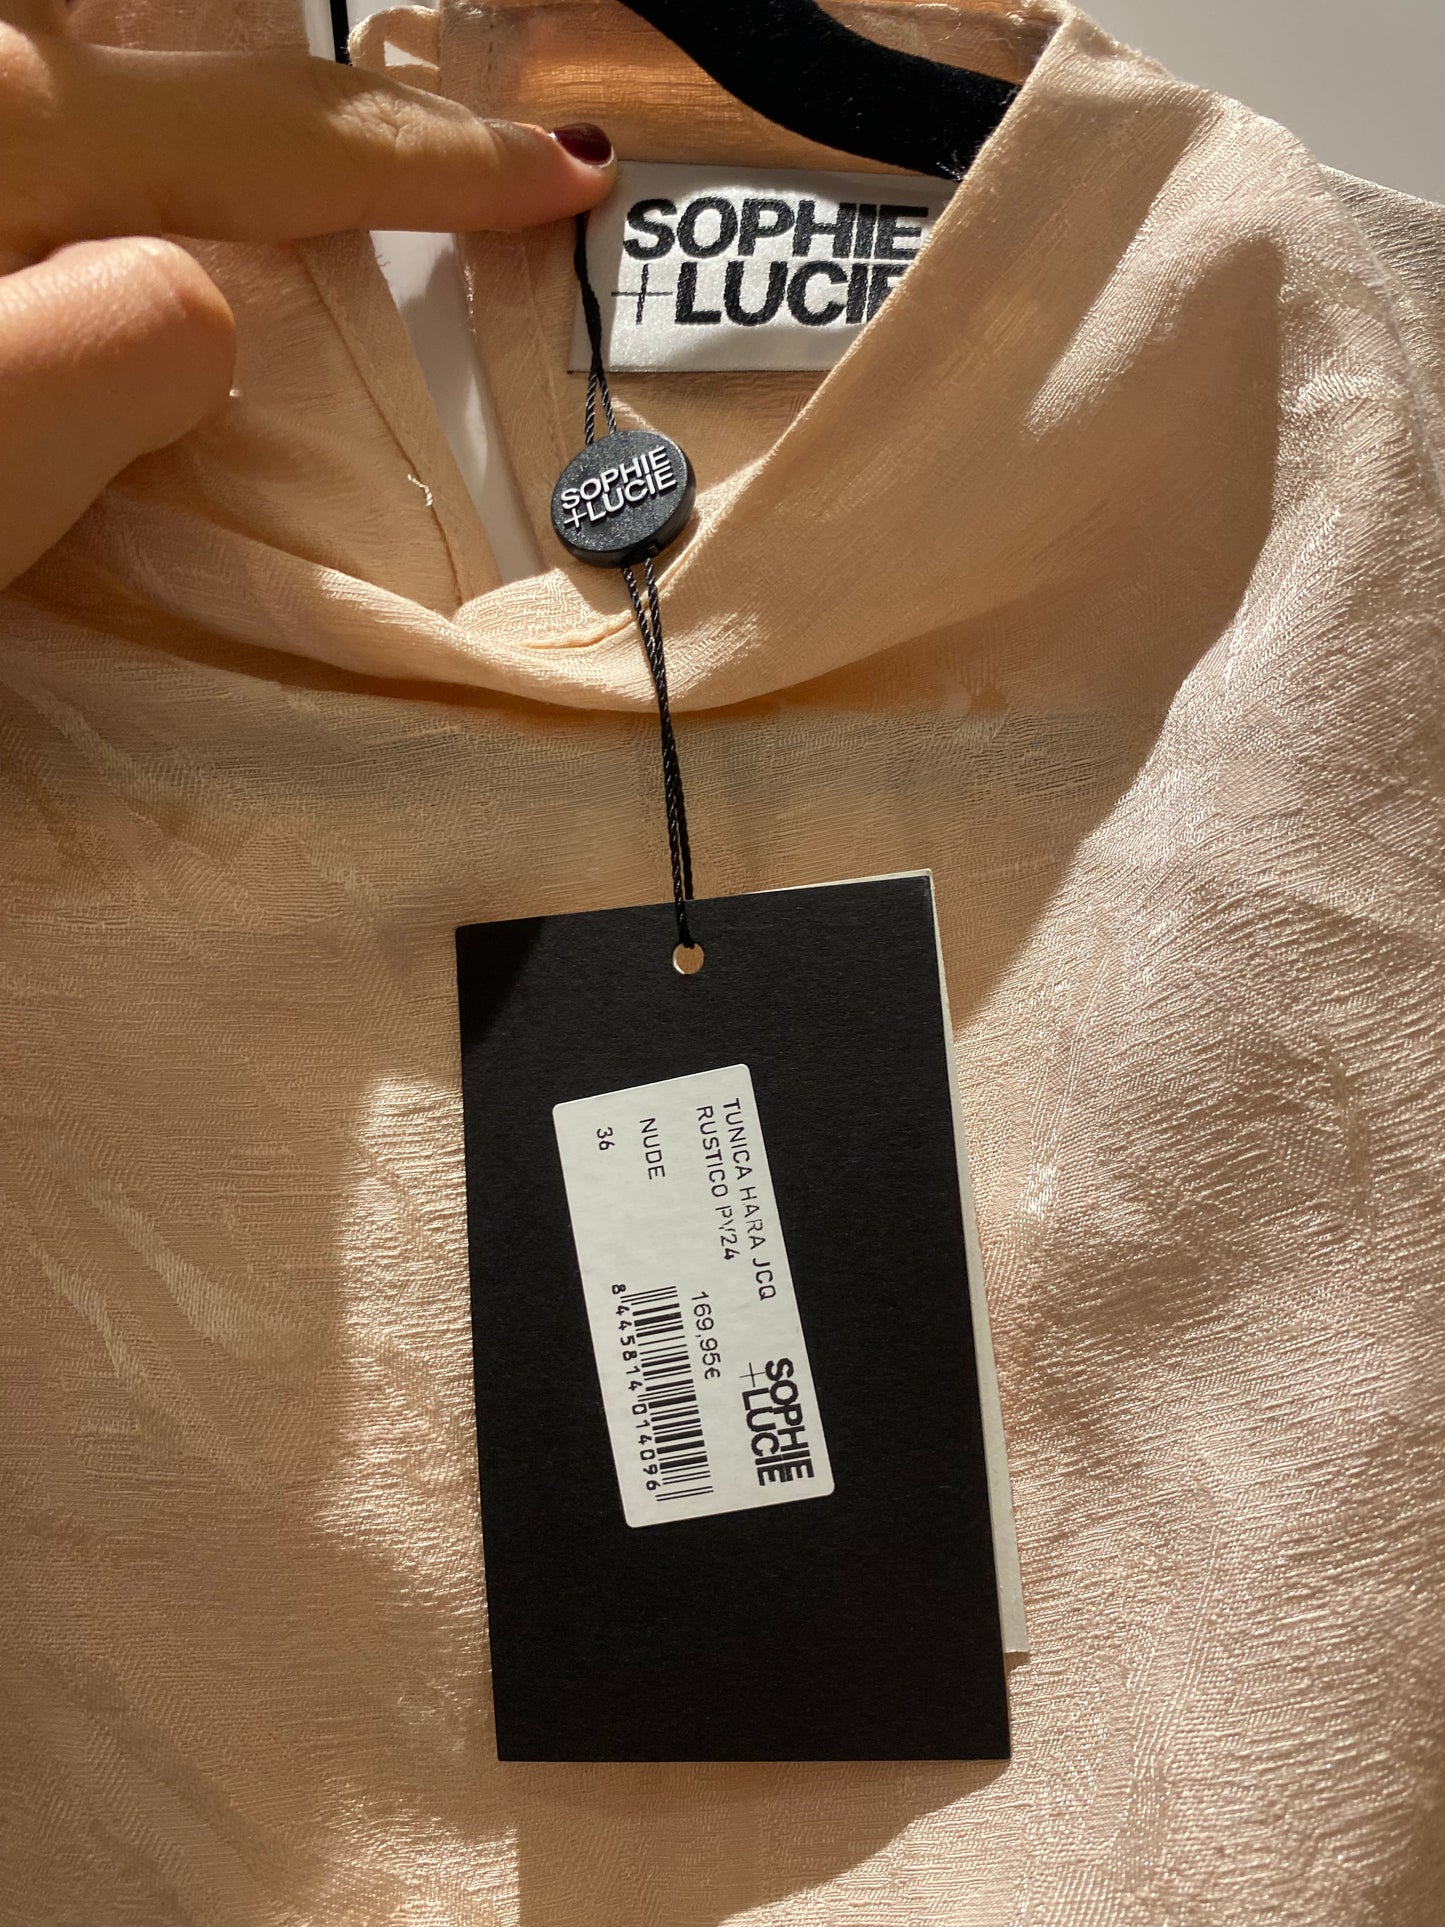 SOPHIE
+LUCIE
SOPHIE
+LUCIE
TUNICA HARA JCQ
RUSTICO PV24
NUDE
36
169,95€
8445814014096
SOPHIE
+LUCIE